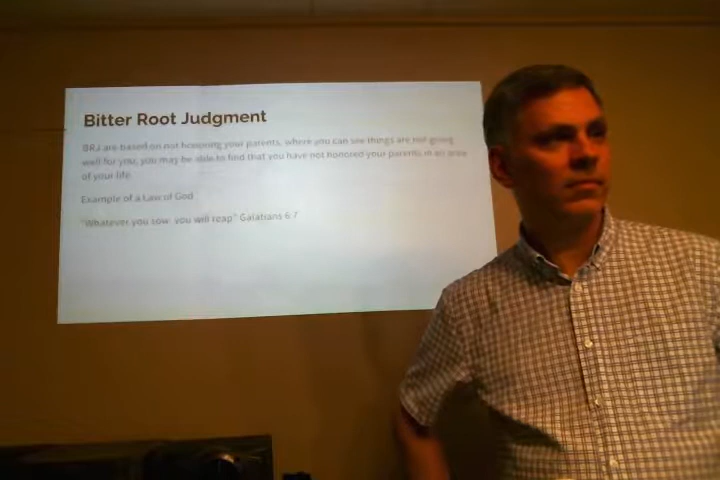 Bitter Root Judgment
BRJ are based on not honoring your parents, where you can see things are not going
well for you, you may be able to find that you have not honored your parents in an area
of your life.
Example of a Law of God
"Whatever you sow, you will reap" Galatians 6:7